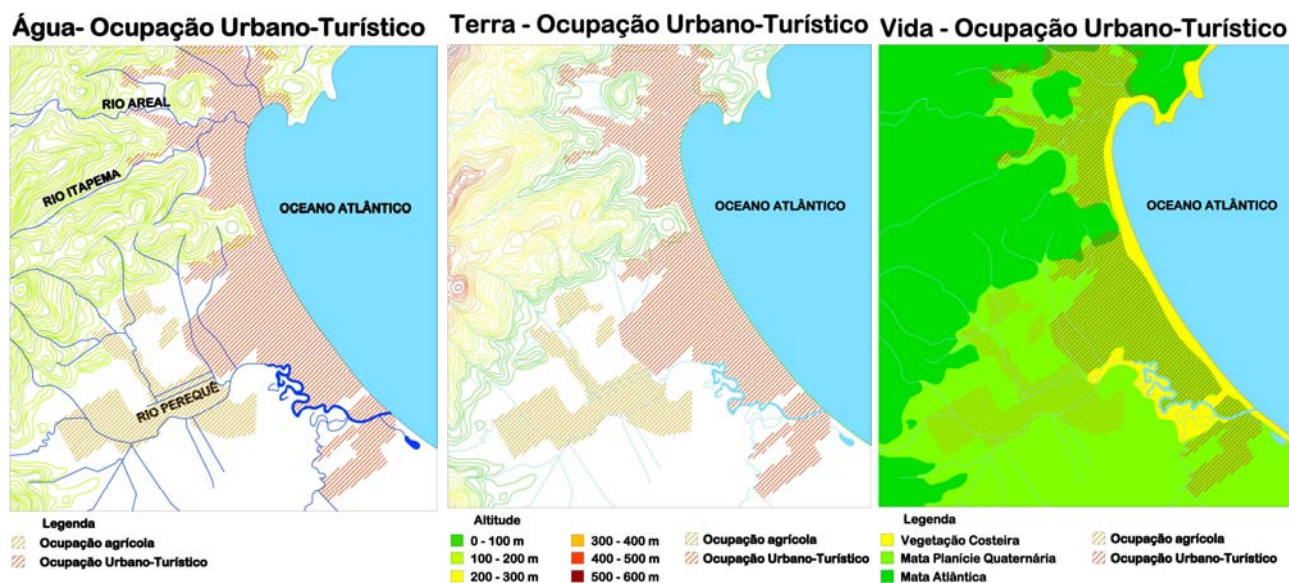 Água- Ocupação Urbano-Turístico
RIO AREAL
RIO ITAPEMA
OCEANO ATLÂNTICO
RIO PEREQUÊ
Legenda
Ocupação agrícola
Ocupação Urbano-Turístico
Terra - Ocupação Urbano-Turístico
OCEANO ATLÂNTICO
Altitude
0 - 100 m
100 - 200 m
200 - 300 m
300 - 400 m
400 - 500 m
500 - 600 m
Ocupação agrícola
Ocupação Urbano-Turístico
Vida - Ocupação Urbano-Turístico
OCEANO ATLÂNTICO
Legenda
Vegetação Costeira
Mata Planície Quaternária
Mata Atlântica
Ocupação agrícola
Ocupação Urbano-Turístico